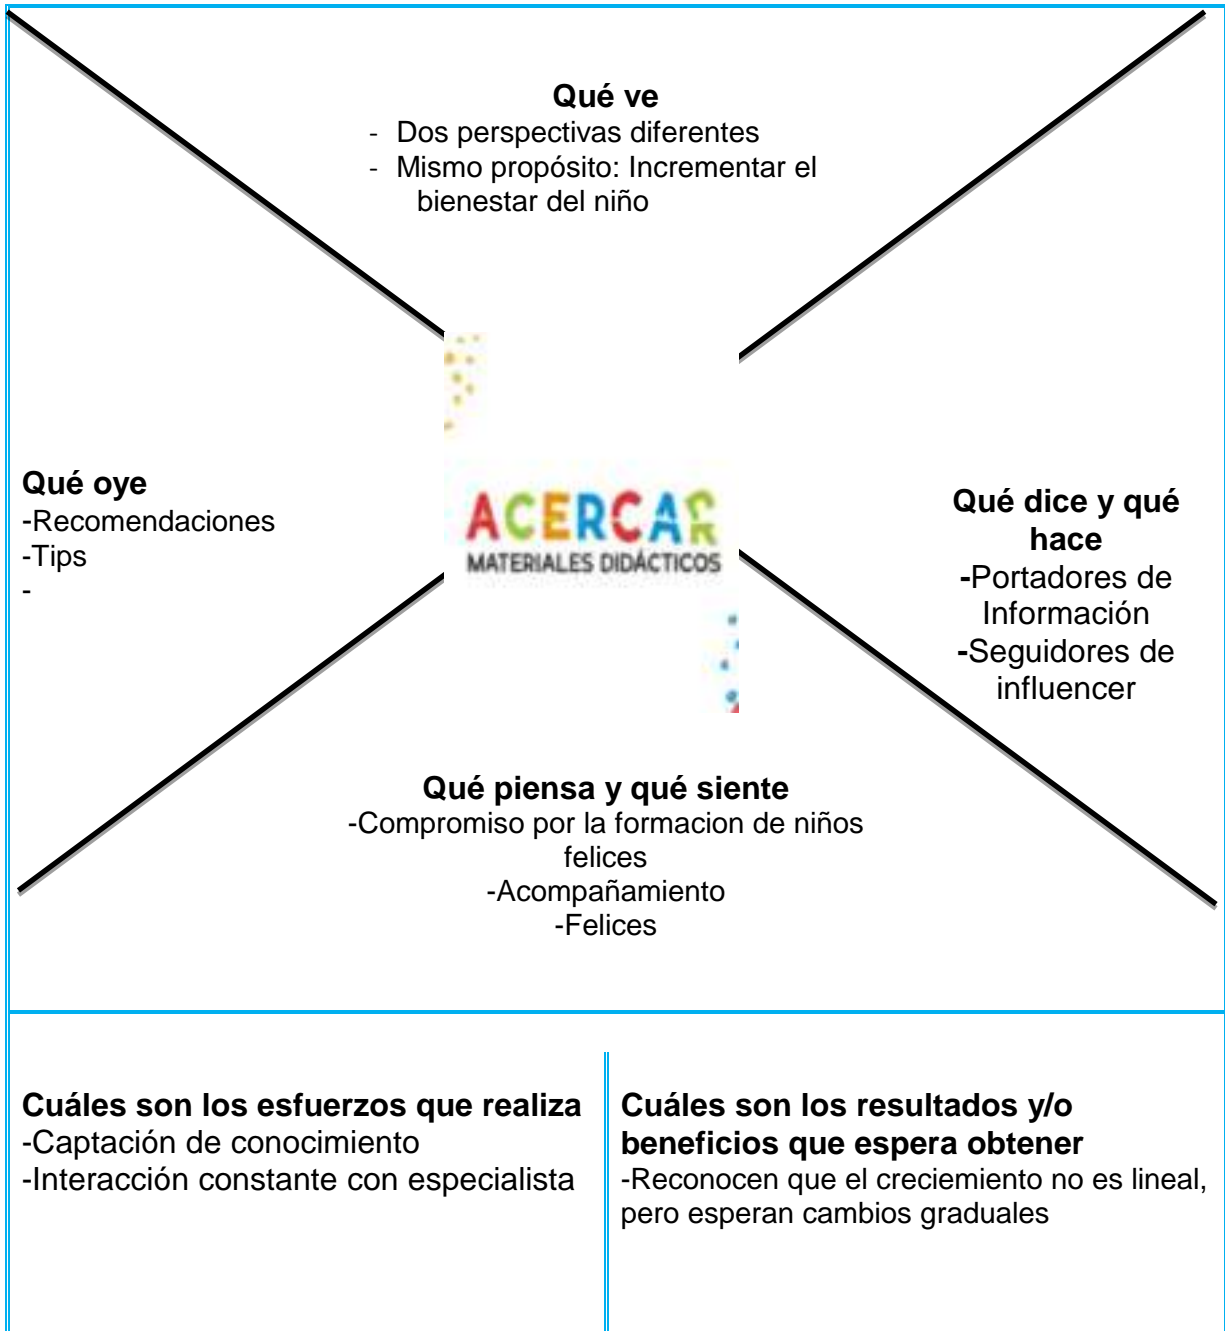 Qué ve
- Dos perspectivas diferentes
- Mismo propósito: Incrementar el
bienestar del niño
Qué oye
-Recomendaciones
-Tips
-
ACERCAR
MATERIALES DIDÁCTICOS
Qué dice y qué
hace
-Portadores de
Información
-Seguidores de
influencer
Qué piensa y qué siente
-Compromiso por la formacion de niños
felices
-Acompañamiento
-Felices
Cuáles son los esfuerzos que realiza
-Captación de conocimiento
-Interacción constante con especialista
Cuáles son los resultados y/o
beneficios que espera obtener
-Reconocen que el creciemiento no es lineal,
pero esperan cambios graduales